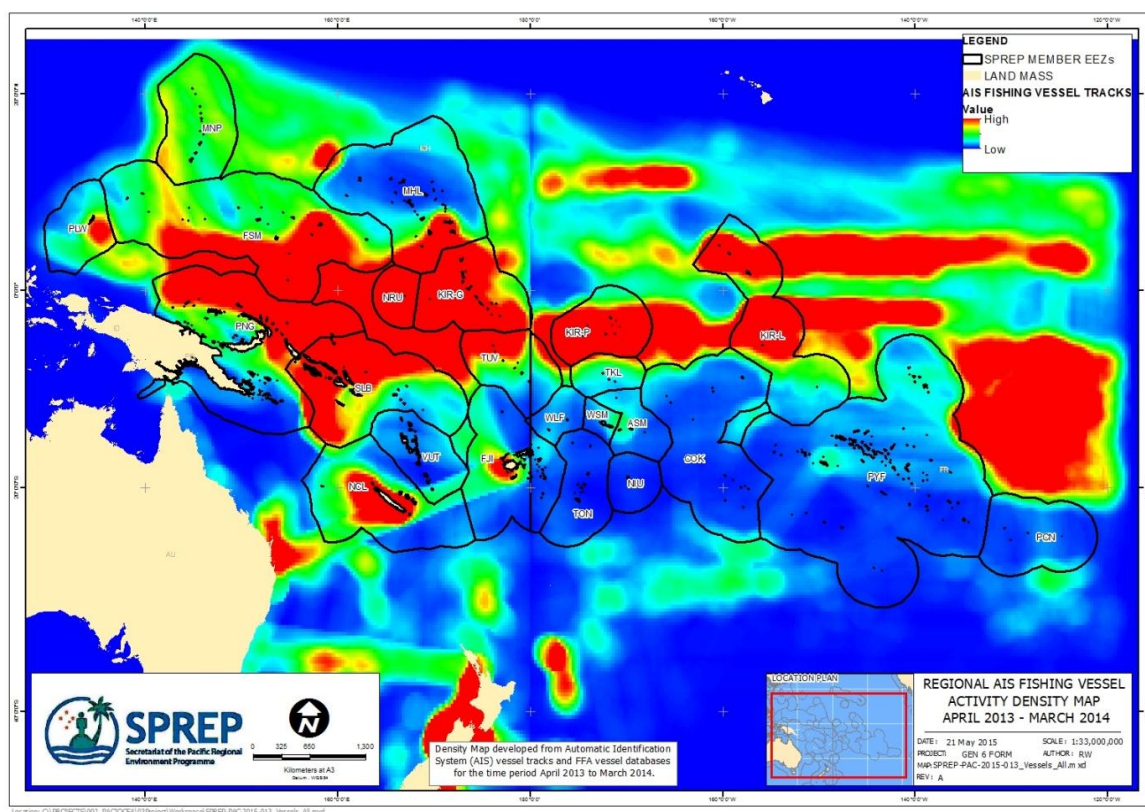 140°0'0"E
160°0'0"E
180°0'0"
160°0'0"W
140°0'0"W
120°0'0"W
LEGEND
SPREP MEMBER EEZs
LAND MASS
AIS FISHING VESSEL TRACKS
Value
High
Low
MNP
MHL
PLW
FSM
NRU
KIR-G
KIR-P
KIR-L
PNG
TUV
TKL
SLB
WLF
WSM
ASM
COK
VUT
FJI
PYF
NCL
NIU
TON
PCN
AU
SPREP
Secretariat of the Pacific Regional
Environment Programme
N
0 325 650 1,300
Kilometers at A3
Datum : WGS84
Density Map developed from Automatic Identification
System (AIS) vessel tracks and FFA vessel databases
for the time period April 2013 to March 2014.
LOCATION PLAN
REGIONAL AIS FISHING VESSEL
ACTIVITY DENSITY MAP
APRIL 2013 - MARCH 2014
DATE : 21 May 2015 SCALE : 1:33,000,000
PROJECT: GEN 6 FORM AUTHOR : RW
MAP:SPREP-PAC-2015-013_Vessels_All.m xd
REV : A